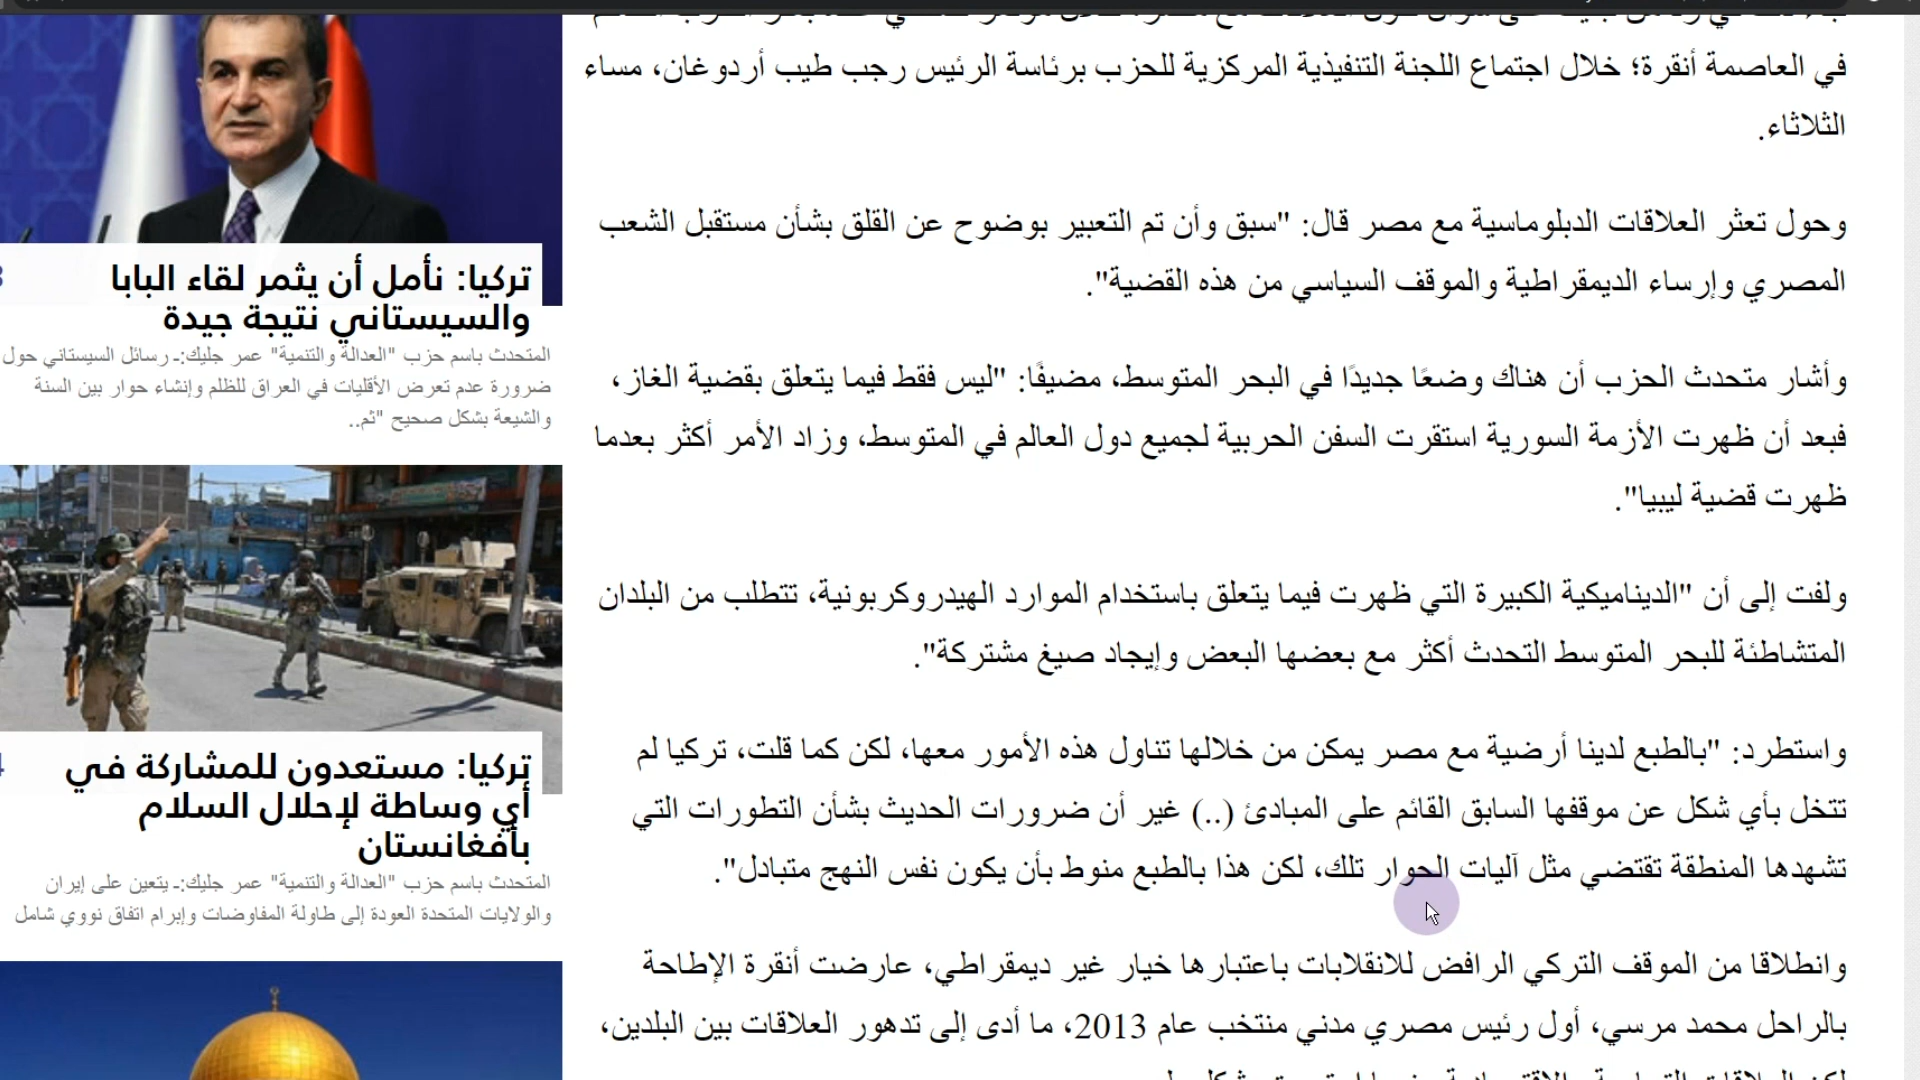 في العاصمة أنقرة؛ خلال اجتماع اللجنة التنفيذية المركزية للحزب برئاسة الرئيس رجب طيب أردوغان، مساء
الثلاثاء.
وحول تعثر العلاقات الدبلوماسية مع مصر قال: "سبق وأن تم التعبير بوضوح عن القلق بشأن مستقبل الشعب
المصري وإرساء الديمقراطية والموقف السياسي من هذه القضية".
وأشار متحدث الحزب أن هناك وضعًا جديدًا في البحر المتوسط، مضيفًا: "ليس فقط فيما يتعلق بقضية الغاز،
فبعد أن ظهرت الأزمة السورية استقرت السفن الحربية لجميع دول العالم في المتوسط، وزاد الأمر أكثر بعدما
ظهرت قضية ليبيا".
ولفت إلى أن "الديناميكية الكبيرة التي ظهرت فيما يتعلق باستخدام الموارد الهيدروكربونية، تتطلب من البلدان
المتشاطئة للبحر المتوسط التحدث أكثر مع بعضها البعض وإيجاد صيغ مشتركة".
واستطرد: "بالطبع لدينا أرضية مع مصر يمكن من خلالها تناول هذه الأمور معها، لكن كما قلت، تركيا لم
تتخل بأي شكل عن موقفها السابق القائم على المبادئ (..) غير أن ضرورات الحديث بشأن التطورات التي
تشهدها المنطقة تقتضي مثل آليات الحوار تلك، لكن هذا بالطبع منوط بأن يكون نفس النهج متبادل".
وانطلاقا من الموقف التركي الرافض للانقلابات باعتبارها خيار غير ديمقراطي، عارضت أنقرة الإطاحة
بالراحل محمد مرسي، أول رئيس مصري مدني منتخب عام 2013، ما أدى إلى تدهور العلاقات بين البلدين،
تركيا: نأمل أن يثمر لقاء البابا
والسيستاني نتيجة جيدة
المتحدث باسم حزب "العدالة والتنمية" عمر جليك:ـ رسائل السيستاني حول
ضرورة عدم تعرض الأقليات في العراق للظلم وإنشاء حوار بين السنة
والشيعة بشكل صحيح "ثم..
تركيا: مستعدون للمشاركة في
أي وساطة لإحلال السلام
بأفغانستان
المتحدث باسم حزب "العدالة والتنمية" عمر جليك:ـ يتعين على إيران
والولايات المتحدة العودة إلى طاولة المفاوضات وإبرام اتفاق نووي شامل